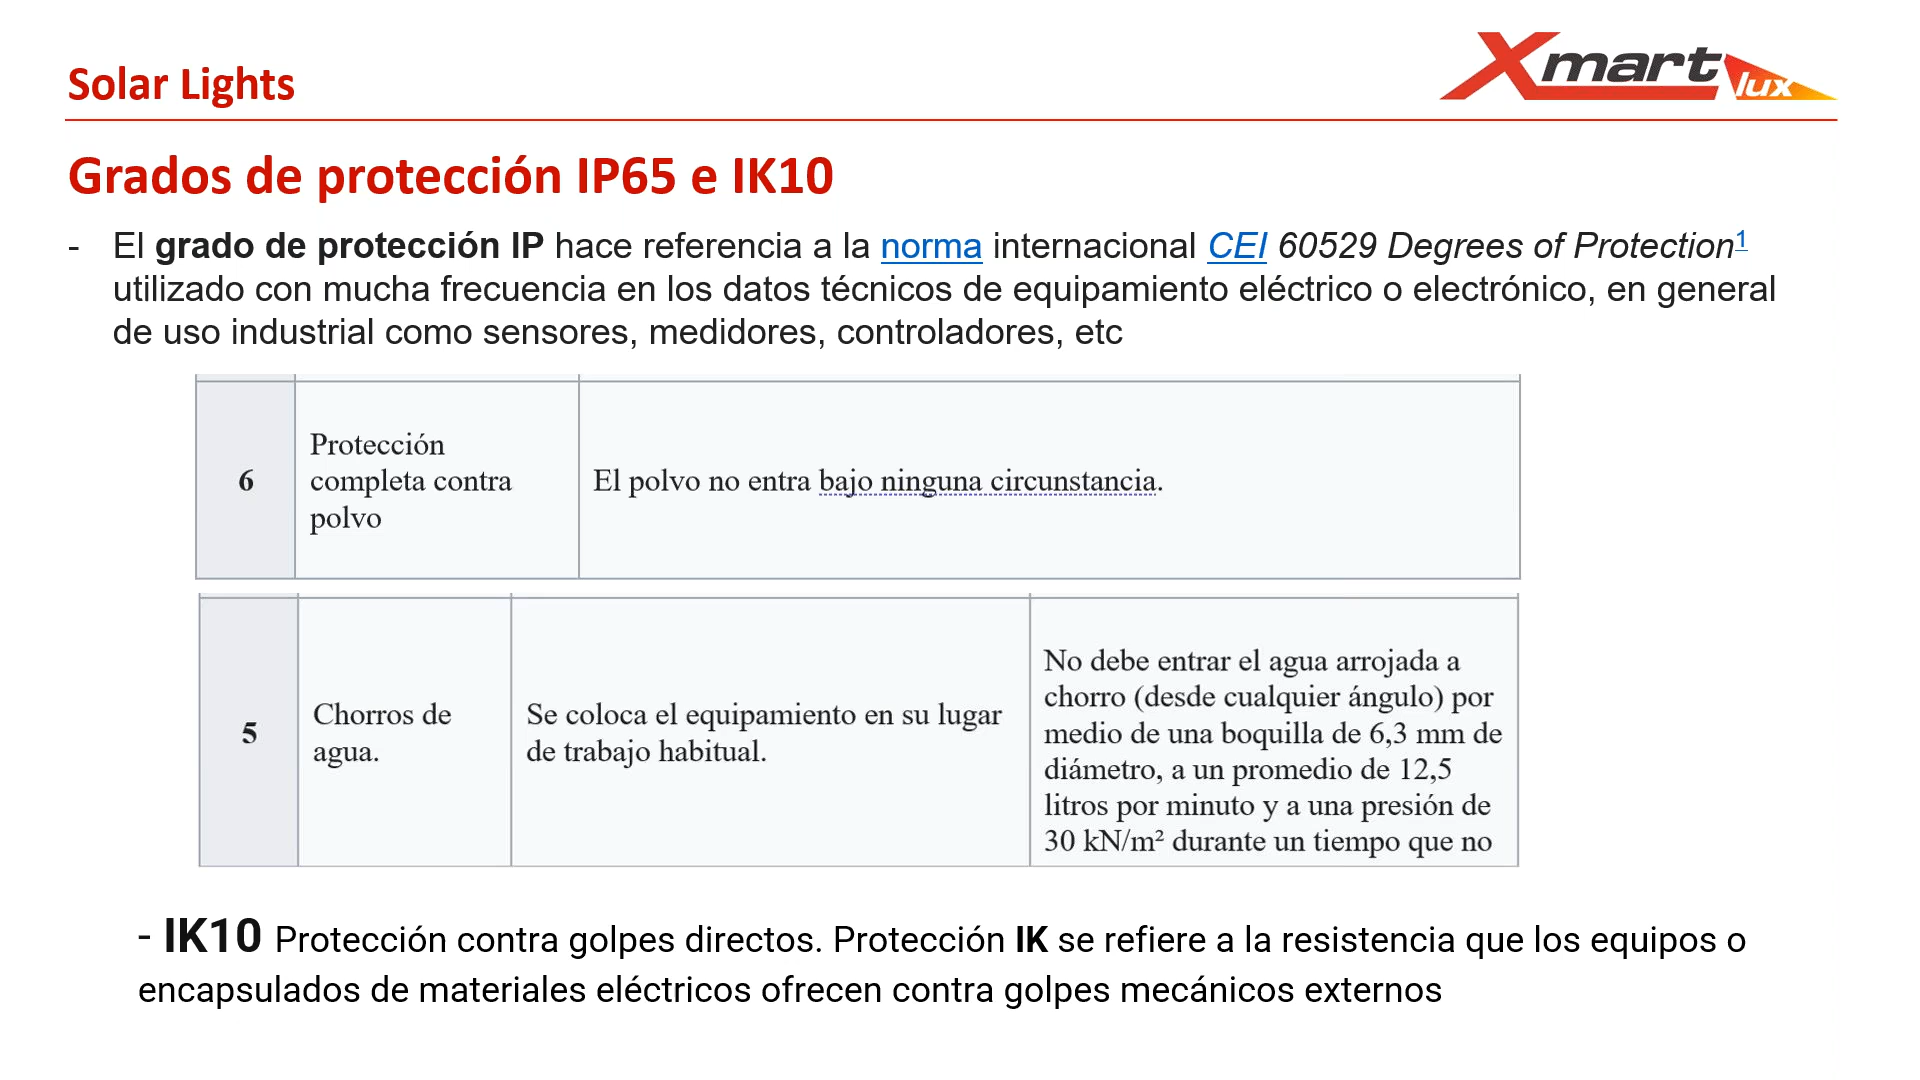 Solar Lights
Xmart lux
Grados de protección IP65 e IK10
- El grado de protección IP hace referencia a la norma internacional CEI 60529 Degrees of Protection1
utilizado con mucha frecuencia en los datos técnicos de equipamiento eléctrico o electrónico, en general
de uso industrial como sensores, medidores, controladores, etc
6
Protección
completa contra
polvo
El polvo no entra bajo ninguna circunstancia.
5
Chorros de
agua.
Se coloca el equipamiento en su lugar
de trabajo habitual.
No debe entrar el agua arrojada a
chorro (desde cualquier ángulo) por
medio de una boquilla de 6,3 mm de
diámetro, a un promedio de 12,5
litros por minuto y a una presión de
30 kN/m² durante un tiempo que no
- IK10 Protección contra golpes directos. Protección IK se refiere a la resistencia que los equipos o
encapsulados de materiales eléctricos ofrecen contra golpes mecánicos externos